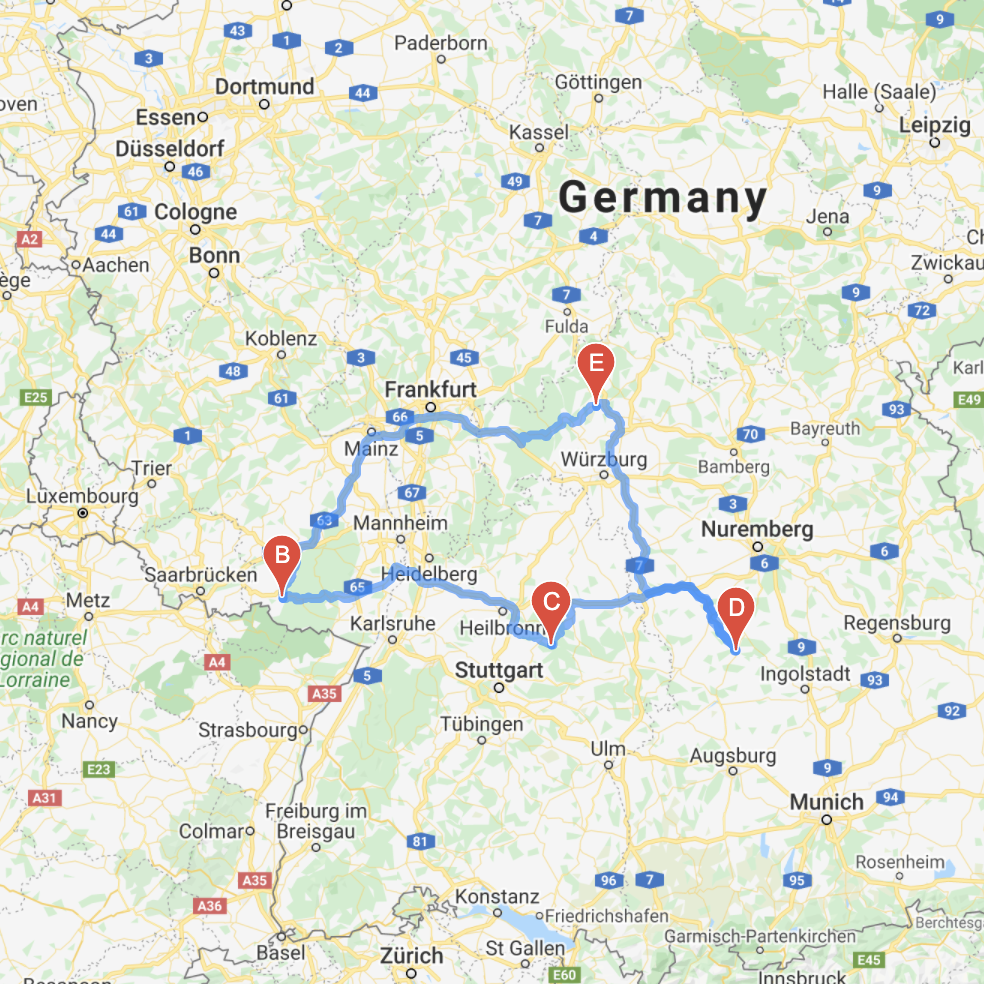 7
9
43
1
2
3
Paderborn
Dortmund
44
Göttingen
Halle (Saale)
oven
Essen
Kassel
Leipzig
Düsseldorf
46
49
9
Germany
61
Cologne
7
Jena
44
4
A2
Bonn
Aachen
Zwickau
ège
7
9
72
Fulda
Koblenz
3
45
E
48
Frankfurt
Karl
E25
61
66
93
E49
1
5
Mainz
70
Bayreuth
Trier
Würzburg
Bamberg
Luxembourg
67
3
63
Mannheim
Nuremberg
B
6
6
Saarbrücken
65
Heidelberg
7
Metz
A4
C
D
rc naturel
gional de
Lorraine
Karlsruhe
Heilbronn
Regensburg
A4
Stuttgart
9
Ingolstadt
93
5
A35
Nancy
Strasbourg
Tübingen
92
Ulm
Augsburg
E23
9
A31
Munich
94
Freiburg im
Breisgau
Colmar
81
Rosenheim
A35
96
7
95
A36
Konstanz
Friedrichshafen
Berchtesg
Garmisch-Partenkirchen
Basel
Zürich
St Gallen
E45
E60
Innsbruck